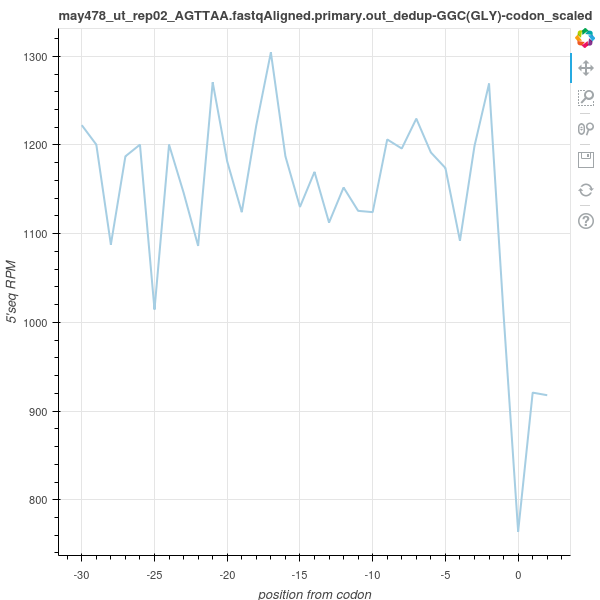 may478_ut_rep02_AGTTAA.fastqAligned.primary.out_dedup-GGC(GLY)-codon_scaled
1300
1200
1100
1000
900
800
5'seq RPM
-30 -25 -20 -15 -10 -5 0
position from codon